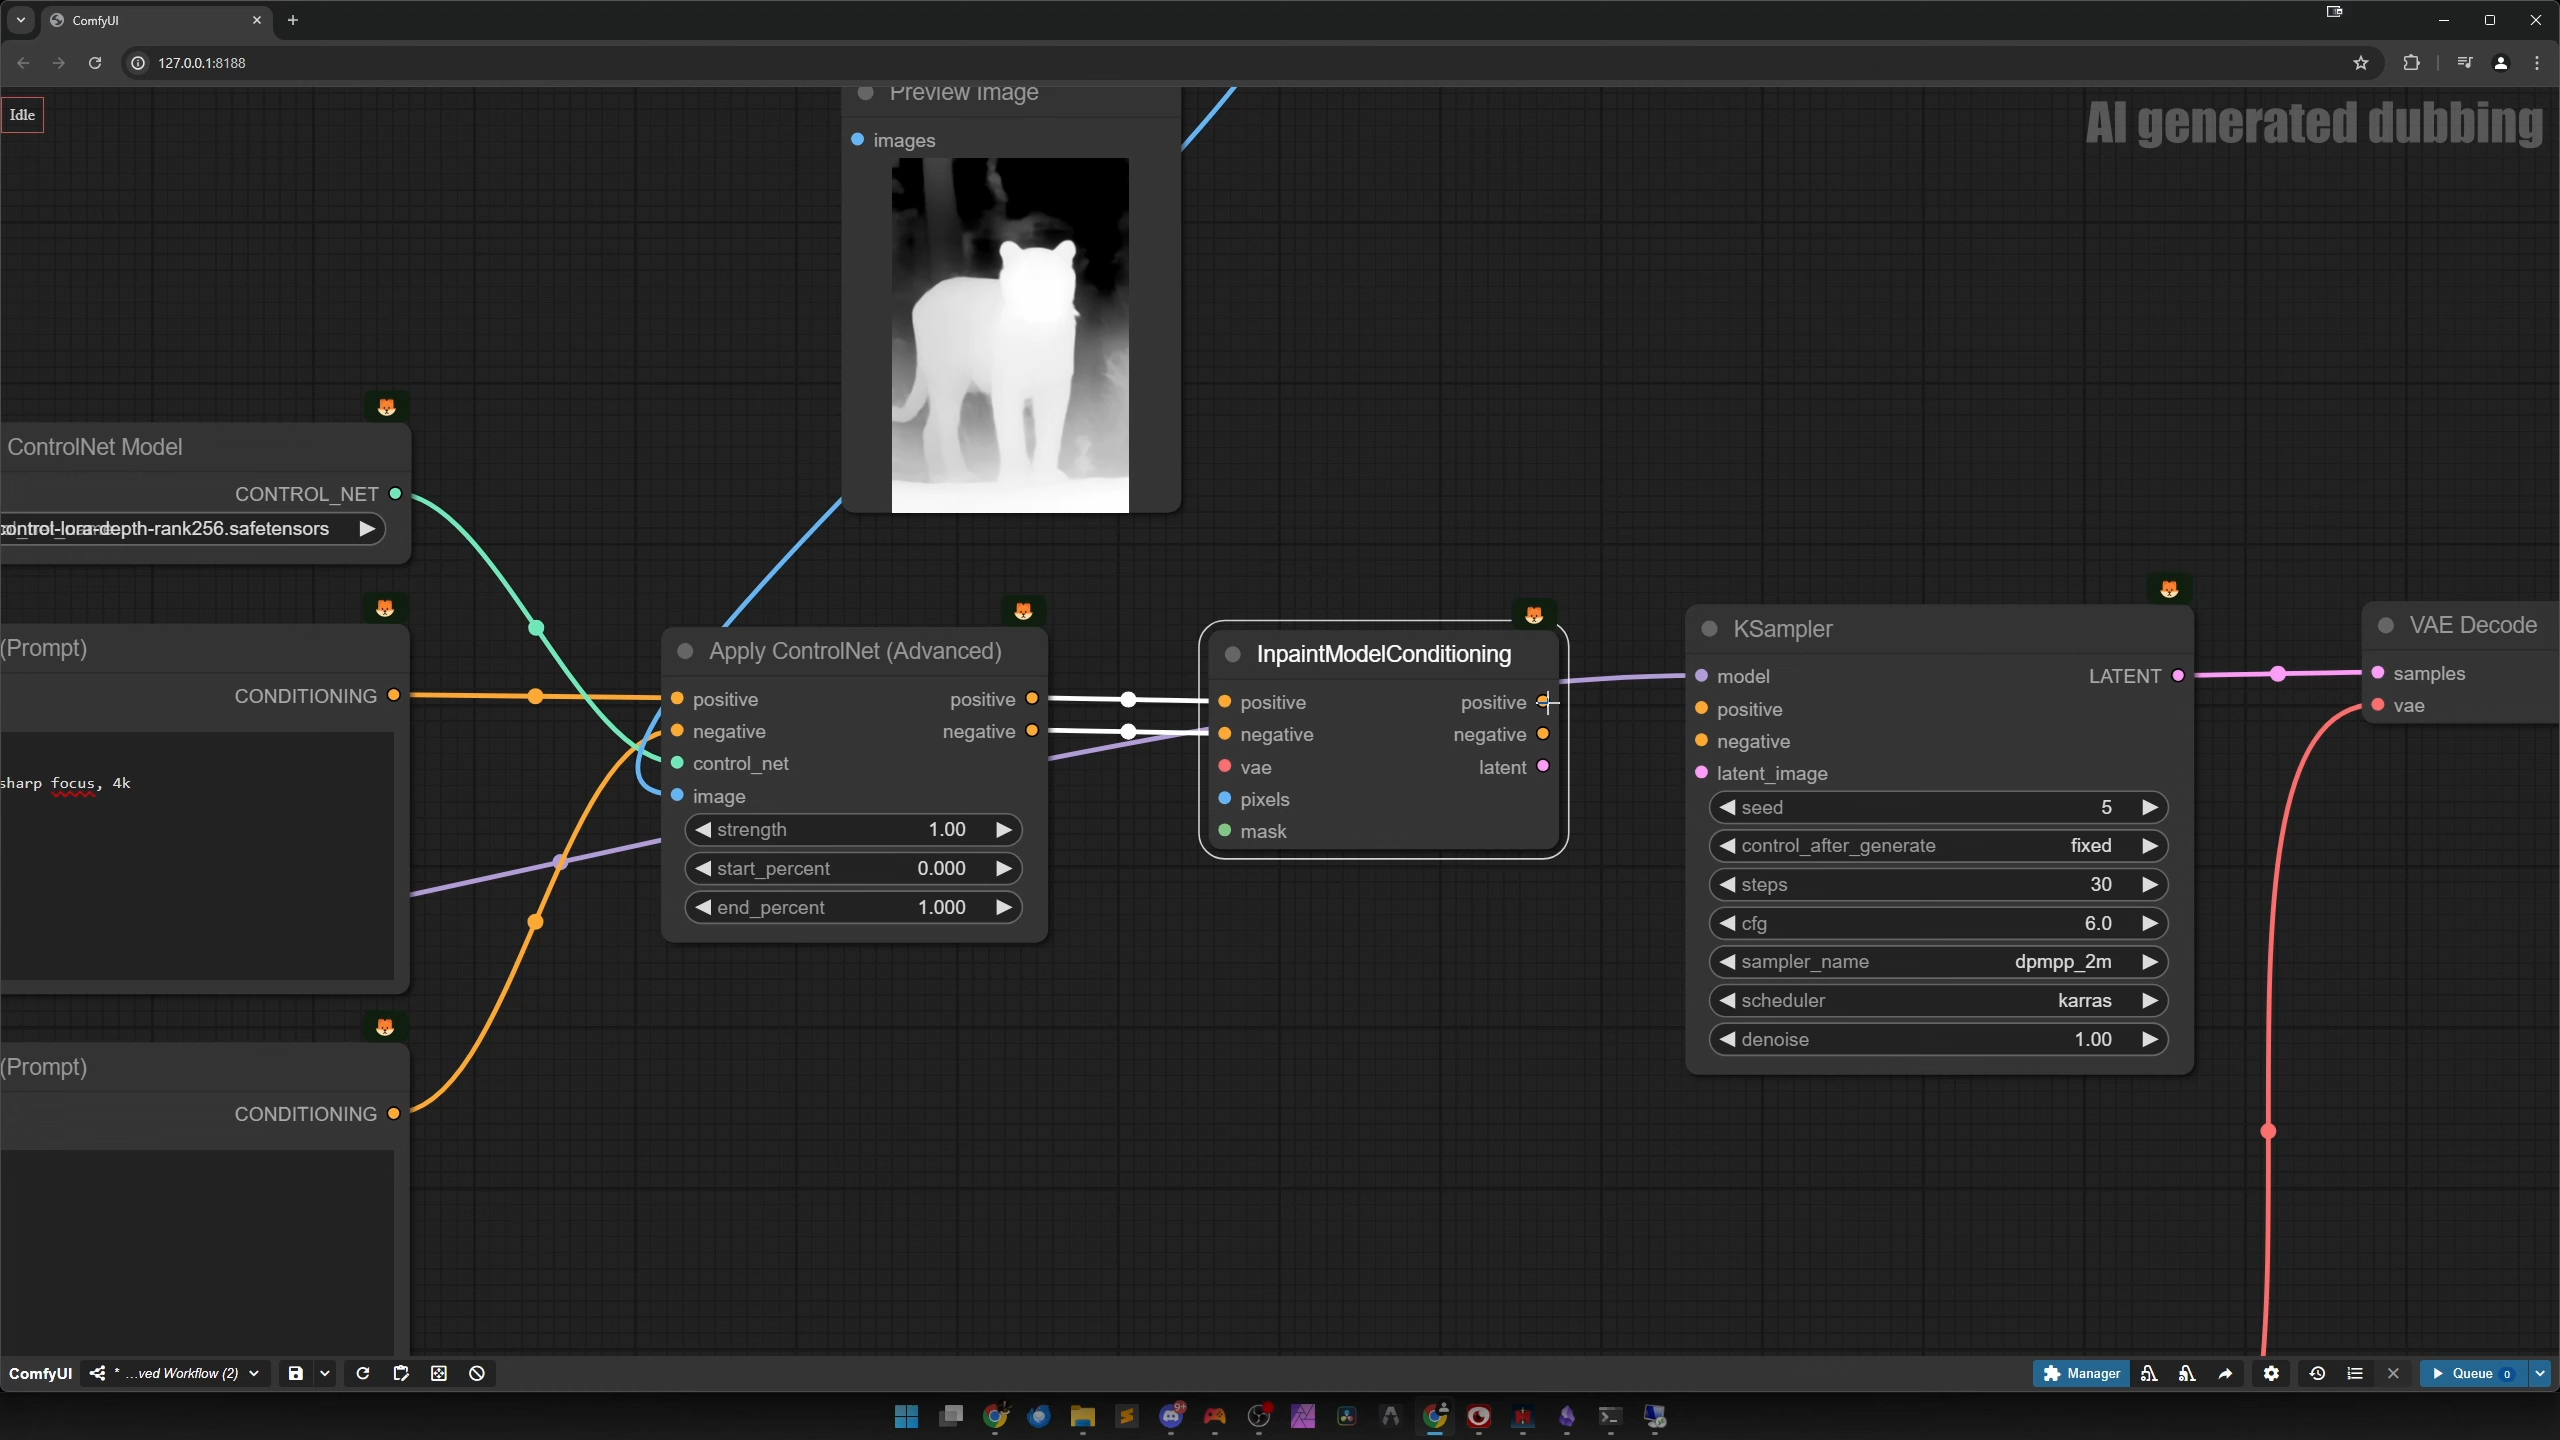 ComfyUI
127.0.0.1:8188
Idle
AI generated dubbing
Preview Image
images
ControlNet Model
CONTROL_NET
ontrol-lora-depth-rank256.safetensors
(Prompt)
CONDITIONING
sharp focus, 4k
(Prompt)
CONDITIONING
Apply ControlNet (Advanced)
positive positive
negative negative
control_net
image
strength 1.00
start_percent 0.000
end_percent 1.000
InpaintModelConditioning
positive positive
negative negative
vae latent
pixels
mask
KSampler
model LATENT
positive
negative
latent_image
seed 5
control_after_generate fixed
steps 30
cfg 6.0
sampler_name dpmpp_2m
scheduler karras
denoise 1.00
VAE Decode
samples
vae
ComfyUI * ...ved Workflow (2) Manager Queue 0
9+